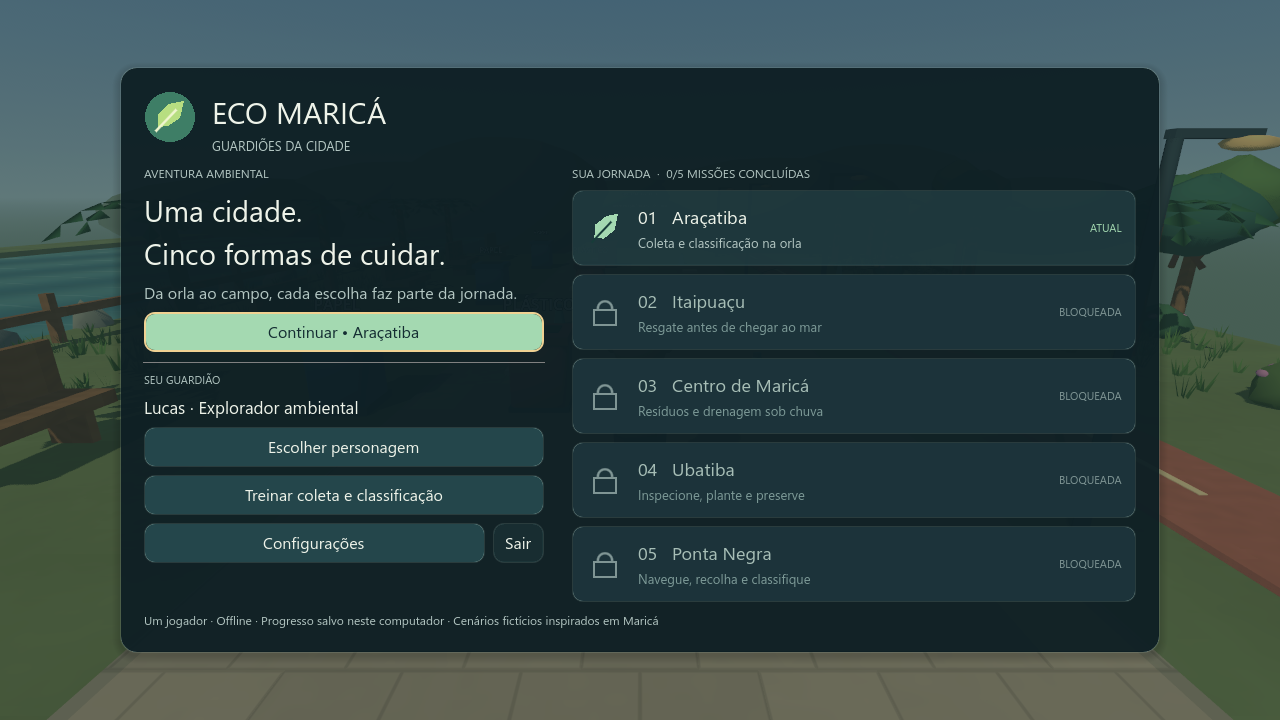 ECO MARICÁ
GUARDIÕES DA CIDADE
AVENTURA AMBIENTAL
Uma cidade.
Cinco formas de cuidar.
Da orla ao campo, cada escolha faz parte da jornada.
Continuar • Araçatiba
SEU GUARDIÃO
Lucas · Explorador ambiental
Escolher personagem
Treinar coleta e classificação
Configurações
Sair
SUA JORNADA · 0/5 MISSÕES CONCLUÍDAS
01 Araçatiba
Coleta e classificação na orla
ATUAL
02 Itaipuaçu
Resgate antes de chegar ao mar
BLOQUEADA
03 Centro de Maricá
Resíduos e drenagem sob chuva
BLOQUEADA
04 Ubatiba
Inspecione, plante e preserve
BLOQUEADA
05 Ponta Negra
Navegue, recolha e classifique
BLOQUEADA
Um jogador · Offline · Progresso salvo neste computador · Cenários fictícios inspirados em Maricá